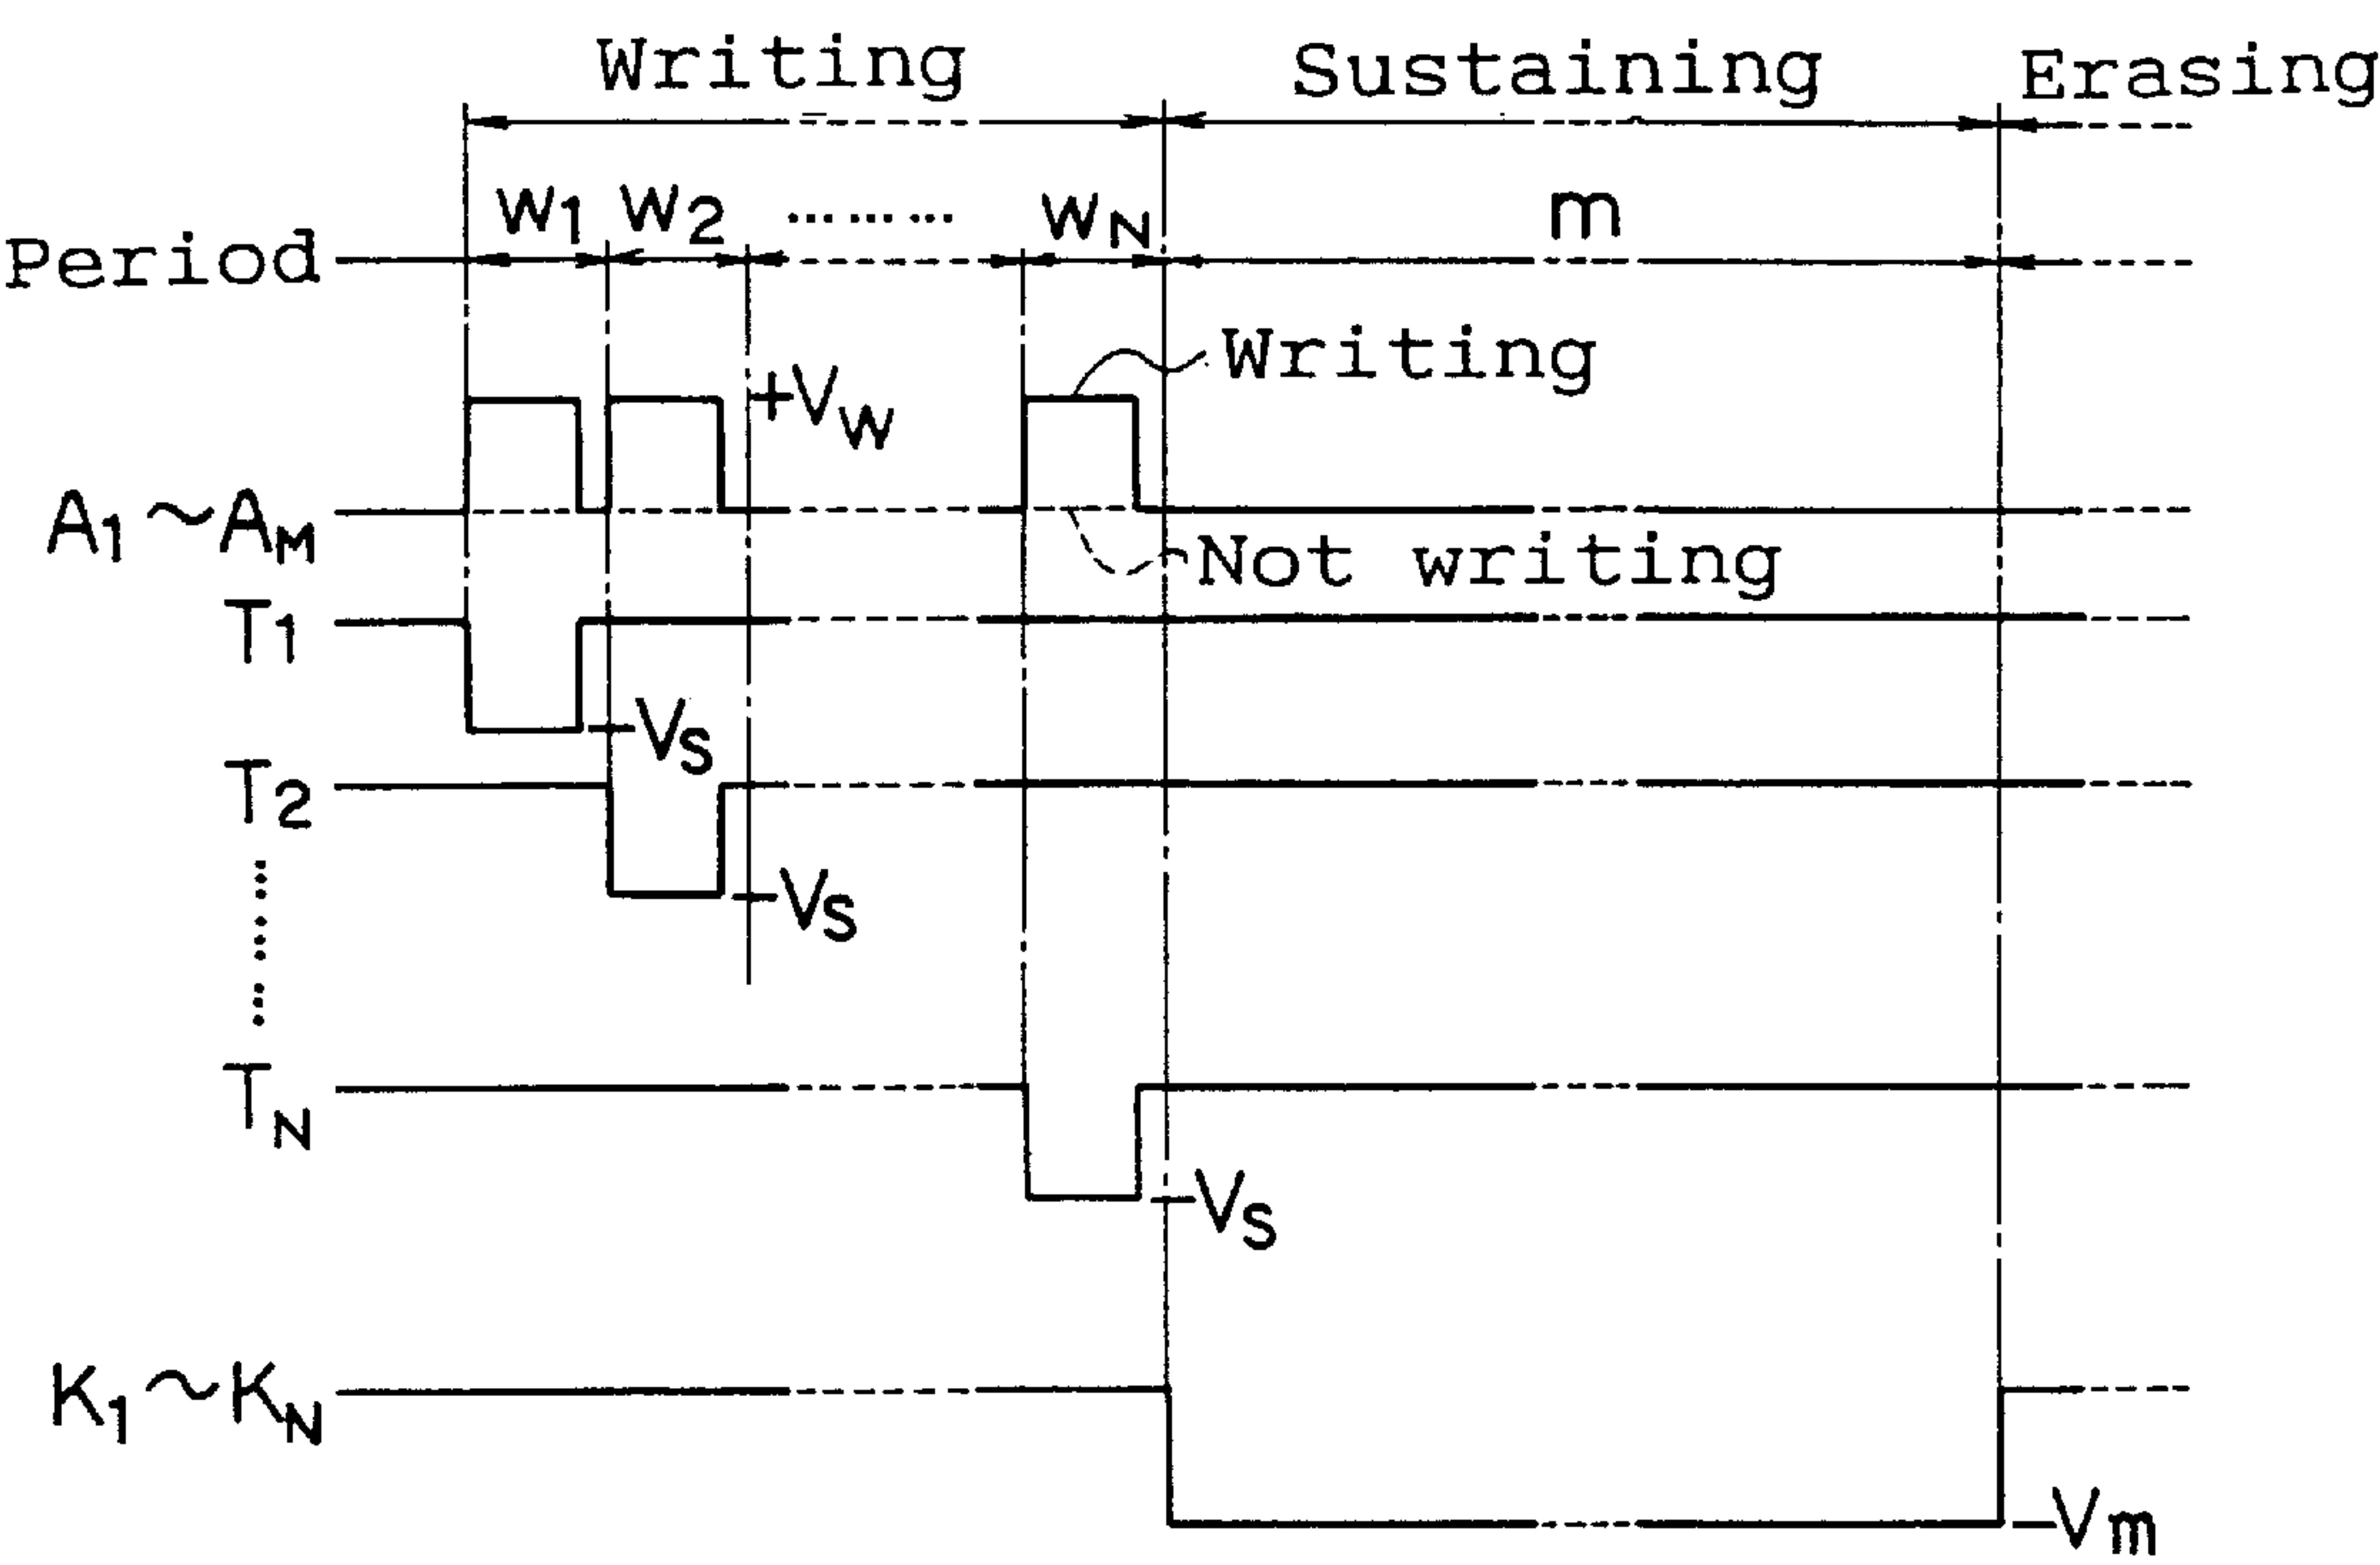 Writing Sustaining Erasing
Period W1 W2 ......... WN m
+VW Writing
A1~AM
Not writing
T1
-VS
T2
-VS
TN
-VS
K1~KN
-Vm